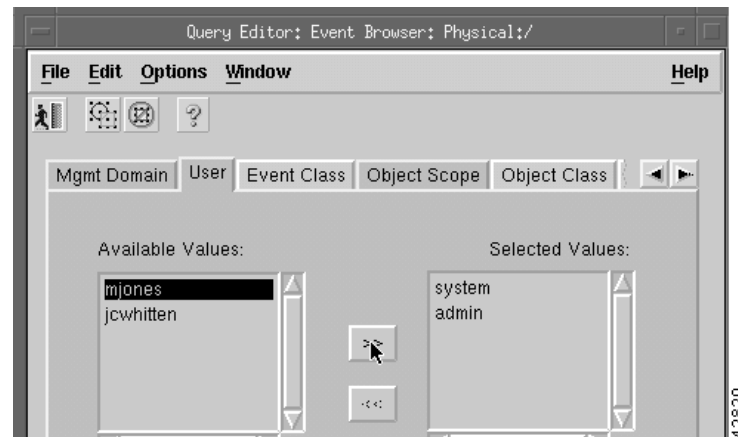 Query Editor: Event Browser: Physical:/
File Edit Options Window Help
?
Mgmt Domain User Event Class Object Scope Object Class
Available Values: Selected Values:
mjones
jcwhitten
system
admin
>>
<<